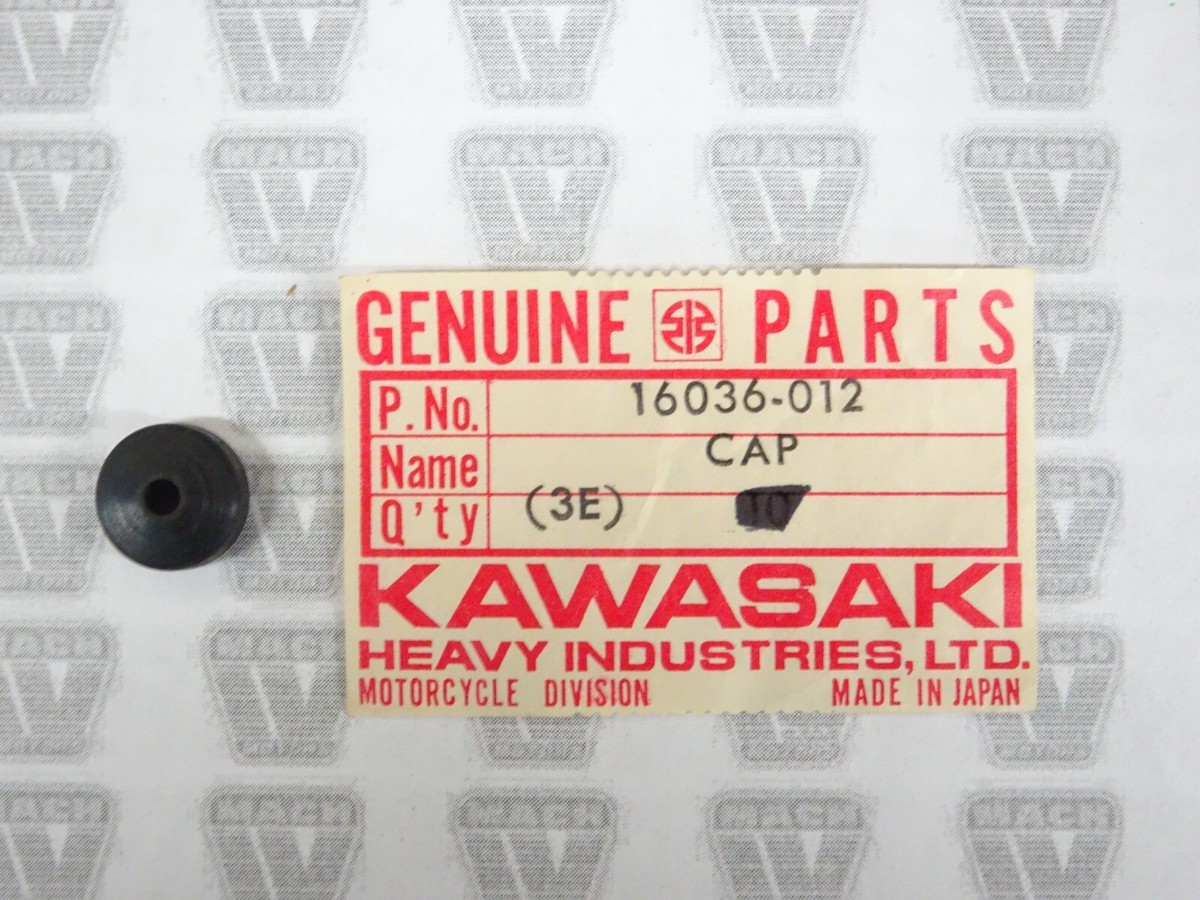 GENUINE PARTS
P.No. 16036-012
Name CAP
Q'ty (3E) 10
KAWASAKI
HEAVY INDUSTRIES, LTD.
MOTORCYCLE DIVISION MADE IN JAPAN
MACH